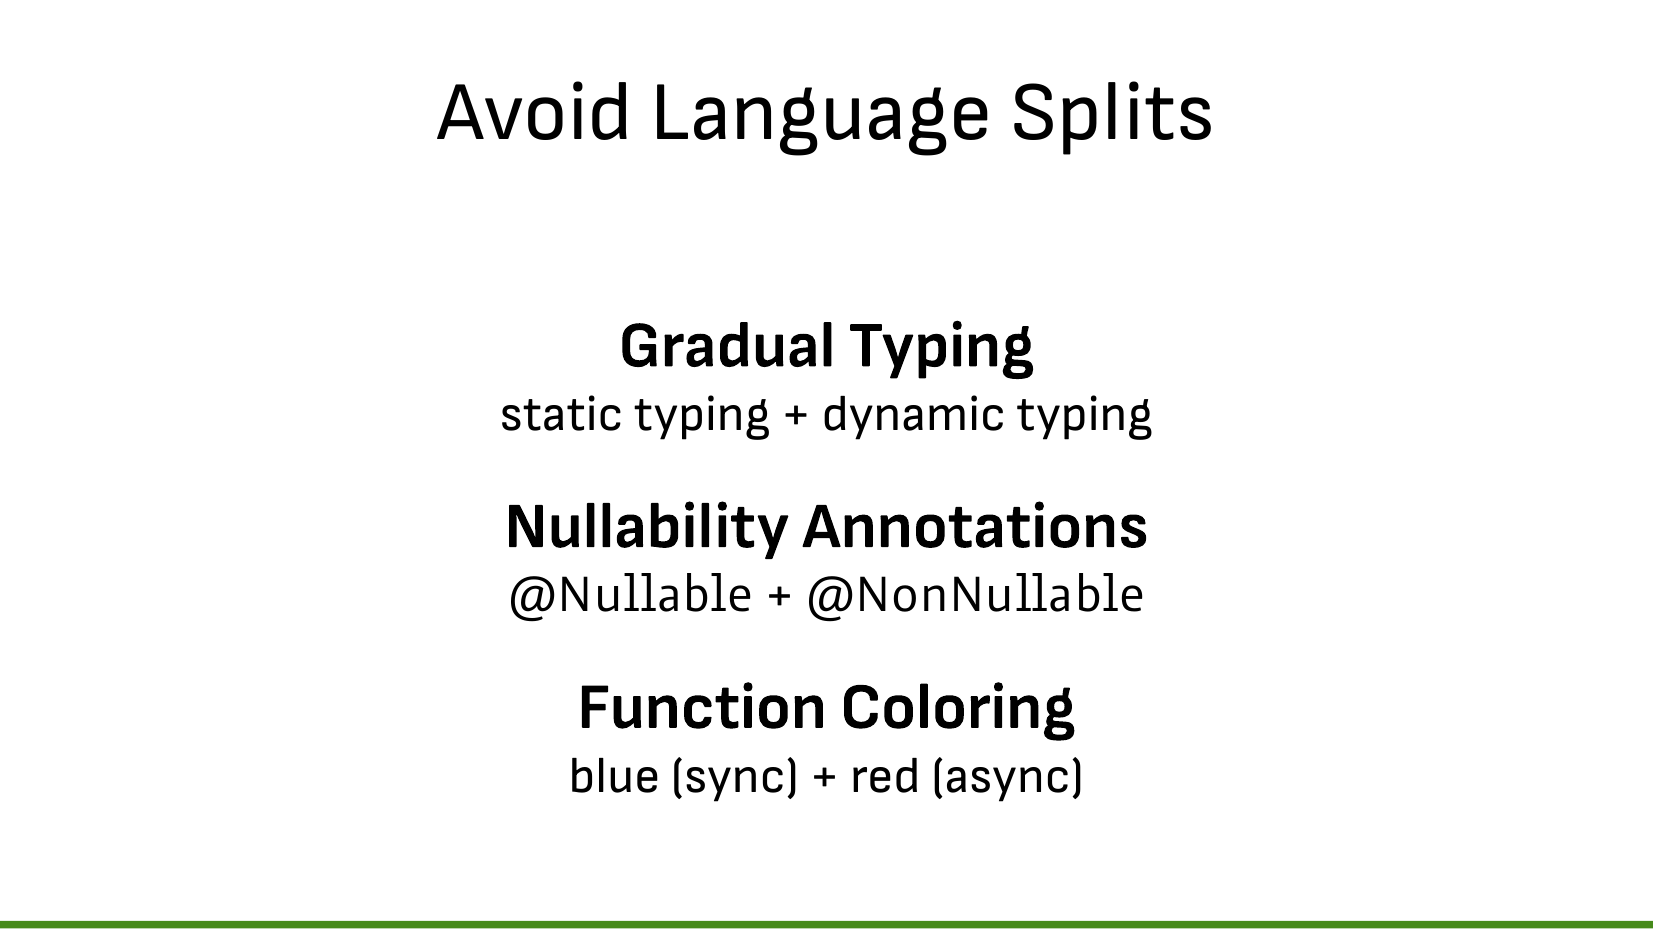 Avoid Language Splits
Gradual Typing
static typing + dynamic typing
Nullability Annotations
@Nullable + @NonNullable
Function Coloring
blue (sync) + red (async)